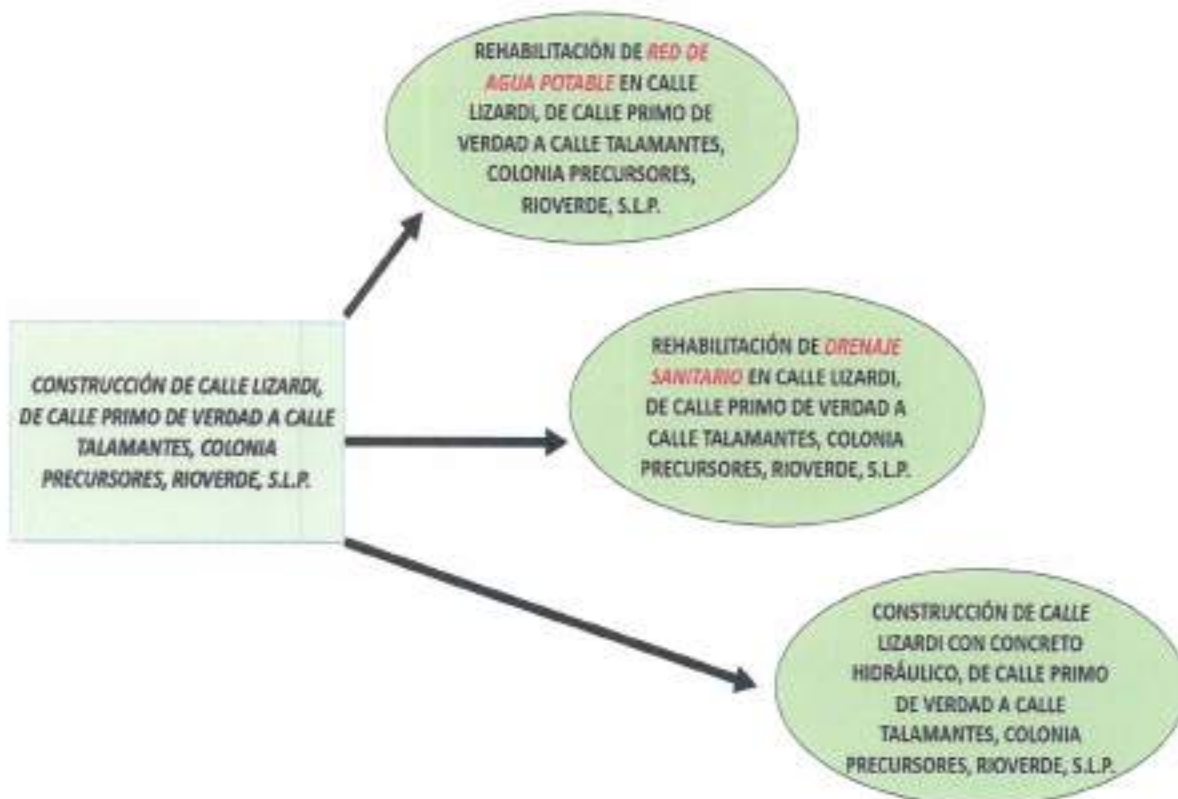 REHABILITACIÓN DE RED DE
AGUA POTABLE EN CALLE
LIZARDI, DE CALLE PRIMO DE
VERDAD A CALLE TALAMANTES,
COLONIA PRECURSORES,
RIOVERDE, S.L.P.
CONSTRUCCIÓN DE CALLE LIZARDI,
DE CALLE PRIMO DE VERDAD A CALLE
TALAMANTES, COLONIA
PRECURSORES, RIOVERDE, S.L.P.
REHABILITACIÓN DE DRENAJE
SANITARIO EN CALLE LIZARDI,
DE CALLE PRIMO DE VERDAD A
CALLE TALAMANTES, COLONIA
PRECURSORES, RIOVERDE, S.L.P.
CONSTRUCCIÓN DE CALLE
LIZARDI CON CONCRETO
HIDRÁULICO, DE CALLE PRIMO
DE VERDAD A CALLE
TALAMANTES, COLONIA
PRECURSORES, RIOVERDE, S.L.P.